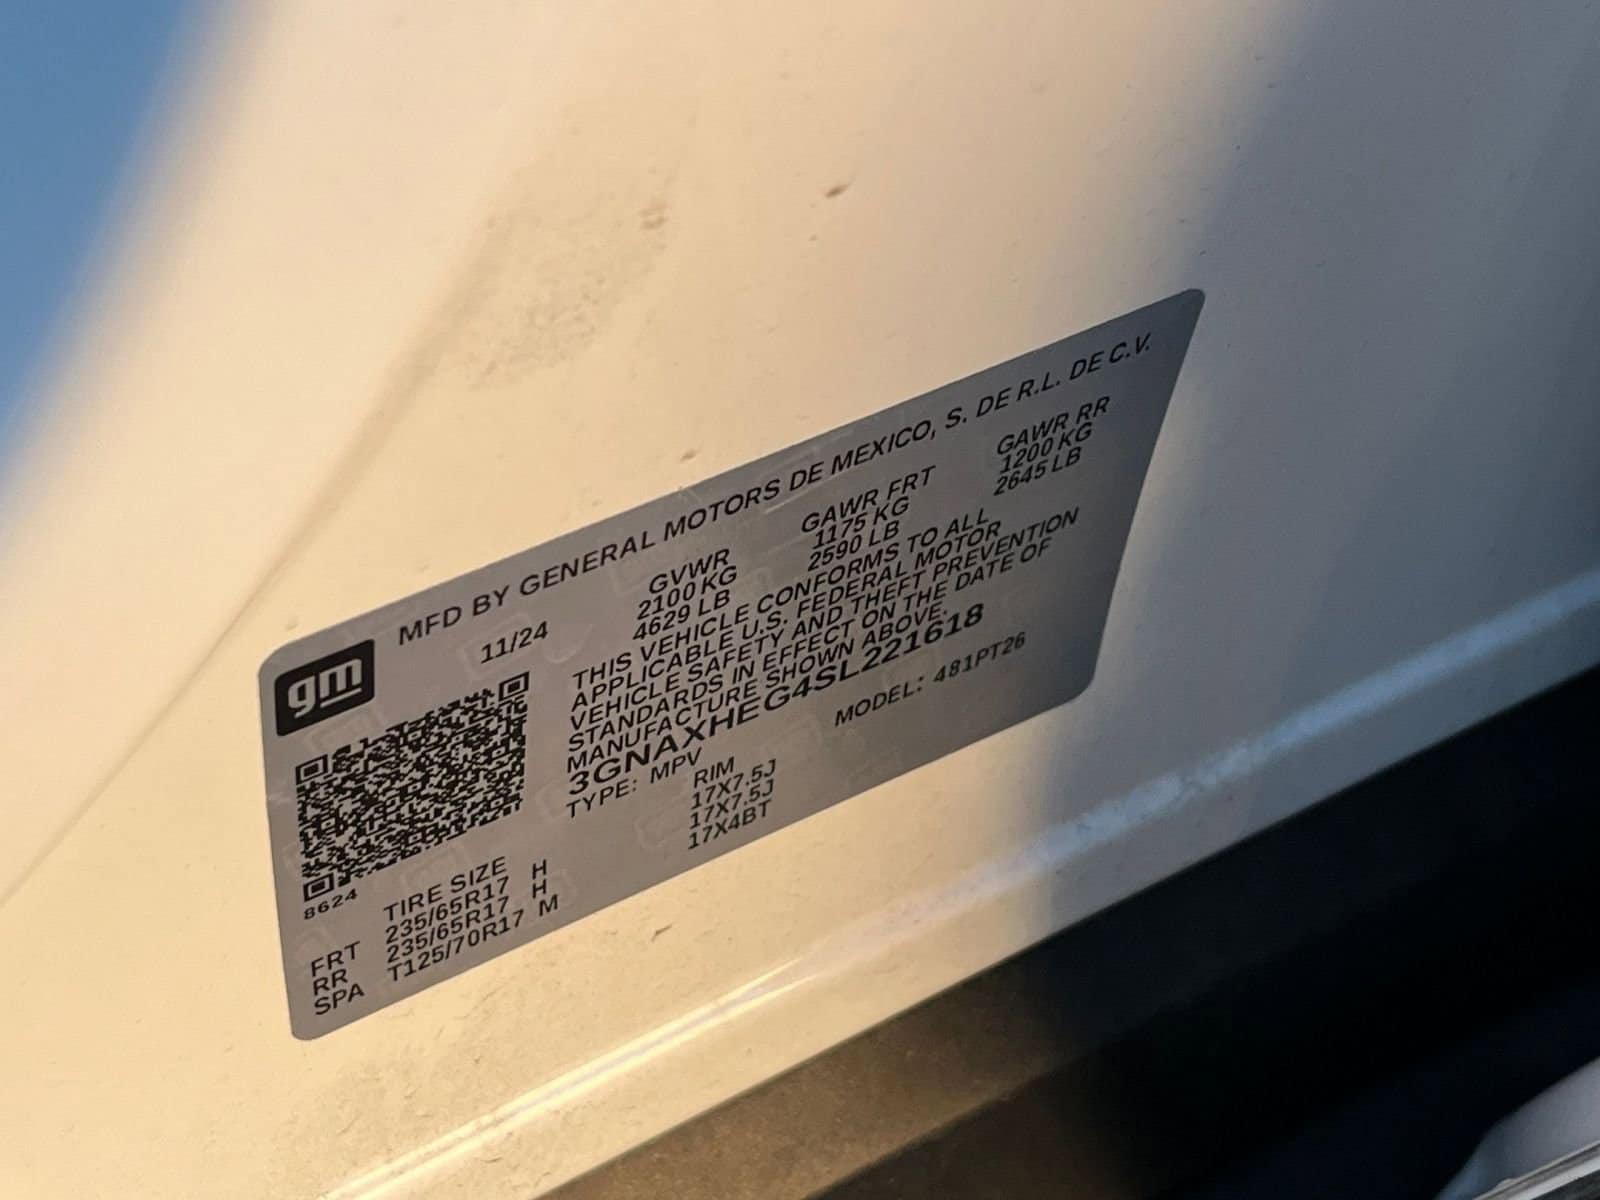 gm
MFD BY GENERAL MOTORS DE MEXICO, S. DE R.L. DE C.V.
11/24
GVWR GAWR FRT GAWR RR
2100 KG 1175 KG 1200 KG
4629 LB 2590 LB 2645 LB
THIS VEHICLE CONFORMS TO ALL
APPLICABLE U.S. FEDERAL MOTOR
VEHICLE SAFETY AND THEFT PREVENTION
STANDARDS IN EFFECT ON THE DATE OF
MANUFACTURE SHOWN ABOVE.
3GNAXHEG4SL221618
TYPE: MPV MODEL: 481PT26
8624
TIRE SIZE RIM
FRT 235/65R17 H 17X7.5J
RR 235/65R17 H 17X7.5J
SPA T125/70R17 M 17X4BT